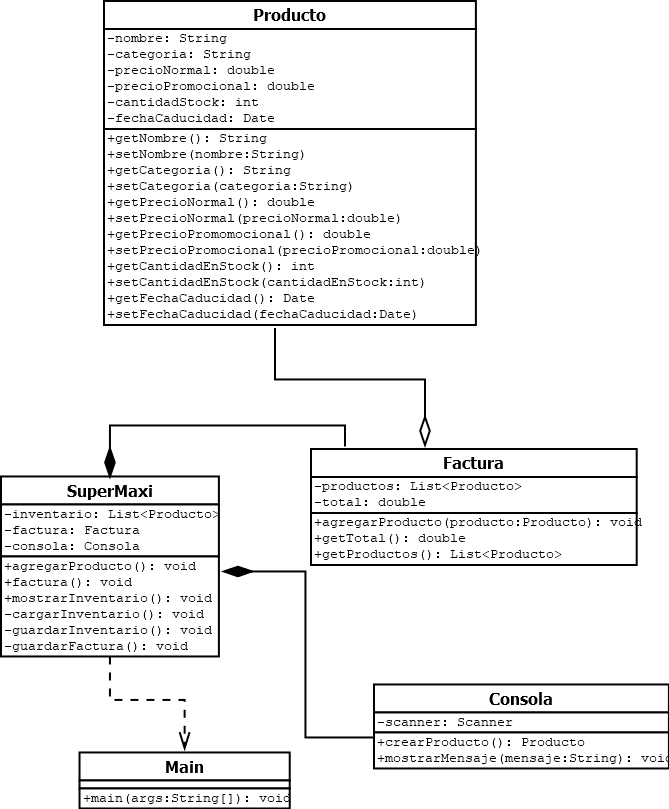 Producto
-nombre: String
-categoria: String
-precioNormal: double
-precioPromocional: double
-cantidadStock: int
-fechaCaducidad: Date
+getNombre(): String
+setNombre(nombre:String)
+getCategoria(): String
+setCategoria(categoria:String)
+getPrecioNormal(): double
+setPrecioNormal(precioNormal:double)
+getPrecioPromomocional(): double
+setPrecioPromocional(precioPromocional:double)
+getCantidadEnStock(): int
+setCantidadEnStock(cantidadEnStock:int)
+getFechaCaducidad(): Date
+setFechaCaducidad(fechaCaducidad:Date)
Factura
-productos: List<Producto>
-total: double
+agregarProducto(producto:Producto): void
+getTotal(): double
+getProductos(): List<Producto>
SuperMaxi
-inventario: List<Producto>
-factura: Factura
-consola: Consola
+agregarProducto(): void
+factura(): void
+mostrarInventario(): void
-cargarInventario(): void
-guardarInventario(): void
-guardarFactura(): void
Consola
-scanner: Scanner
+crearProducto(): Producto
+mostrarMensaje(mensaje:String): void
Main
+main(args:String[]): void